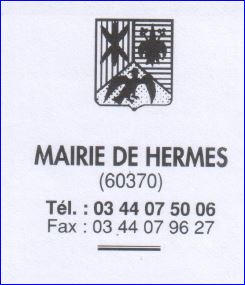 MAIRIE DE HERMES
(60370)
Tél. : 03 44 07 50 06
Fax : 03 44 07 96 27